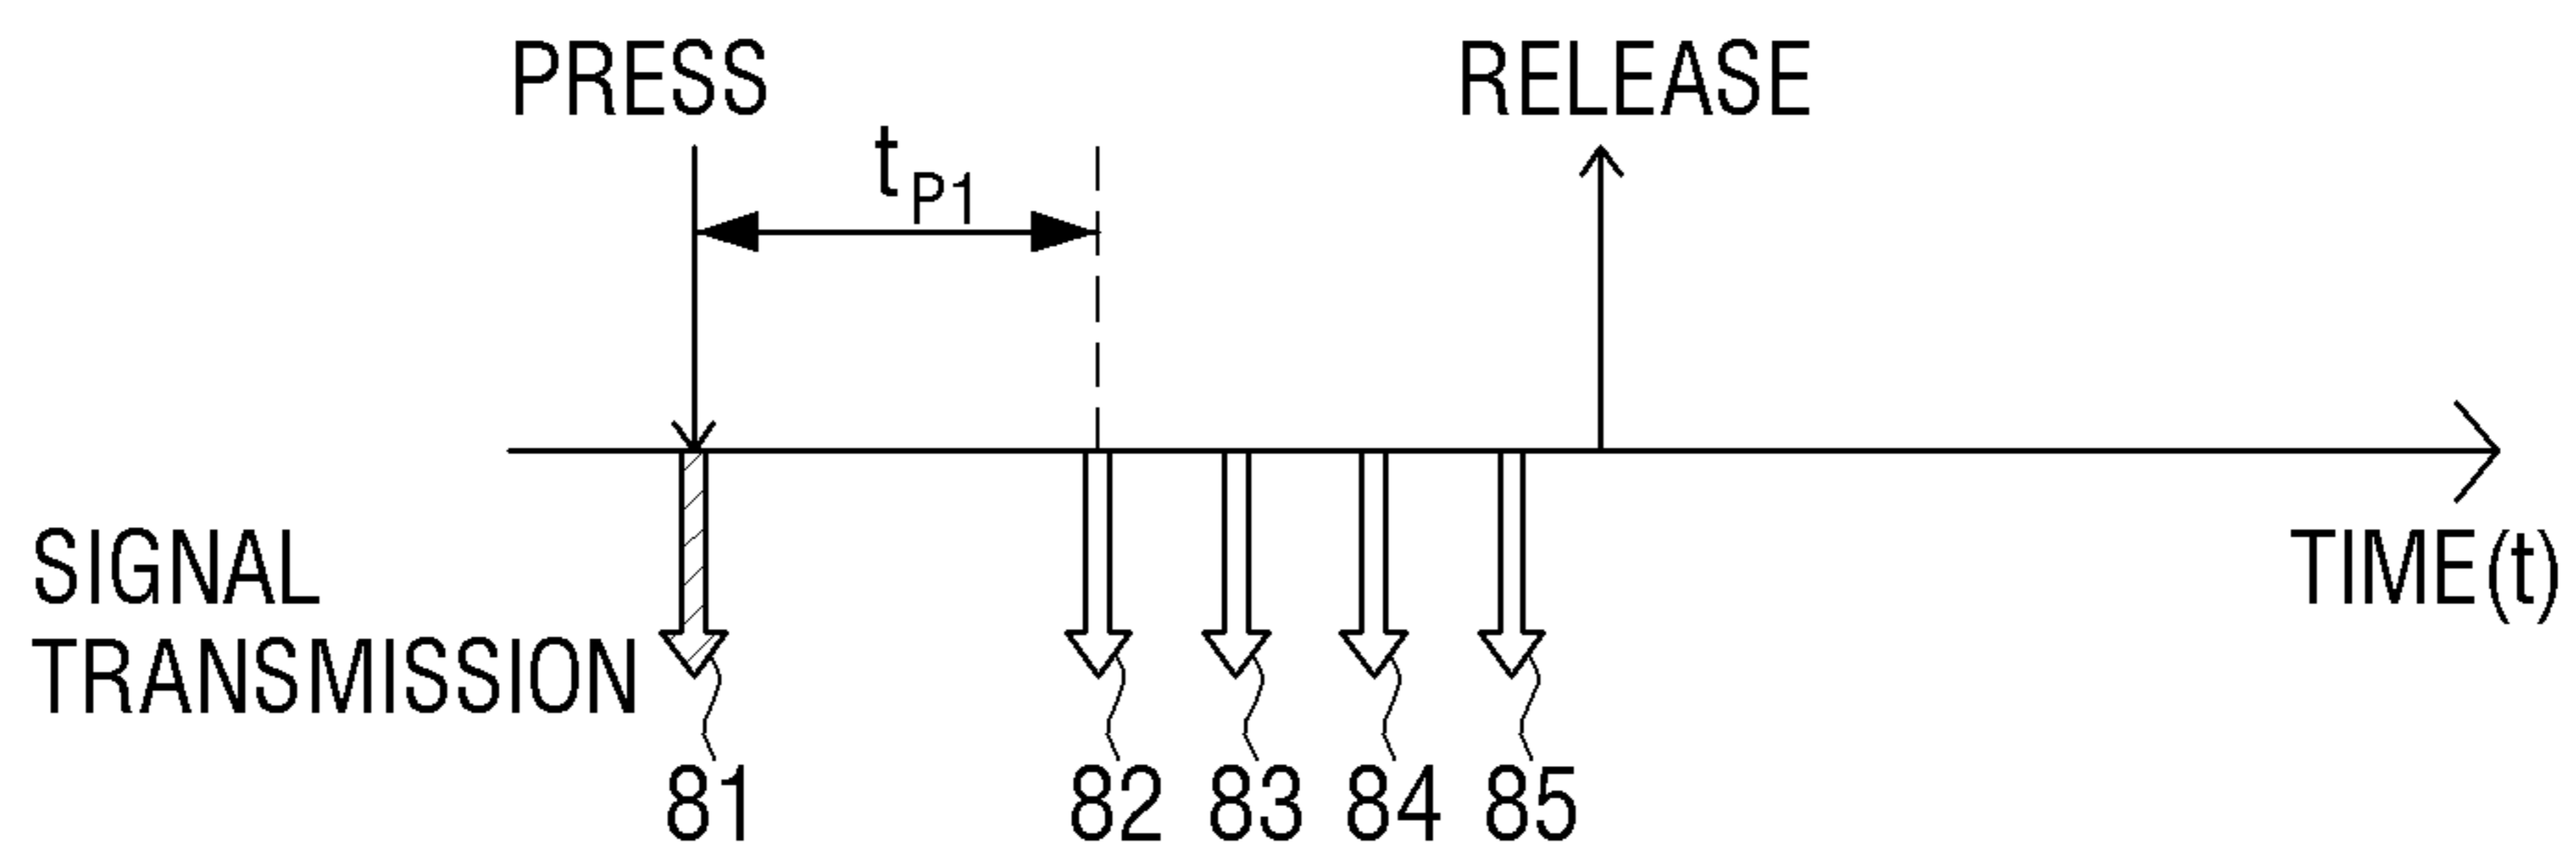 PRESS
RELEASE
tP1
SIGNAL
TRANSMISSION
TIME(t)
81
82
83
84
85